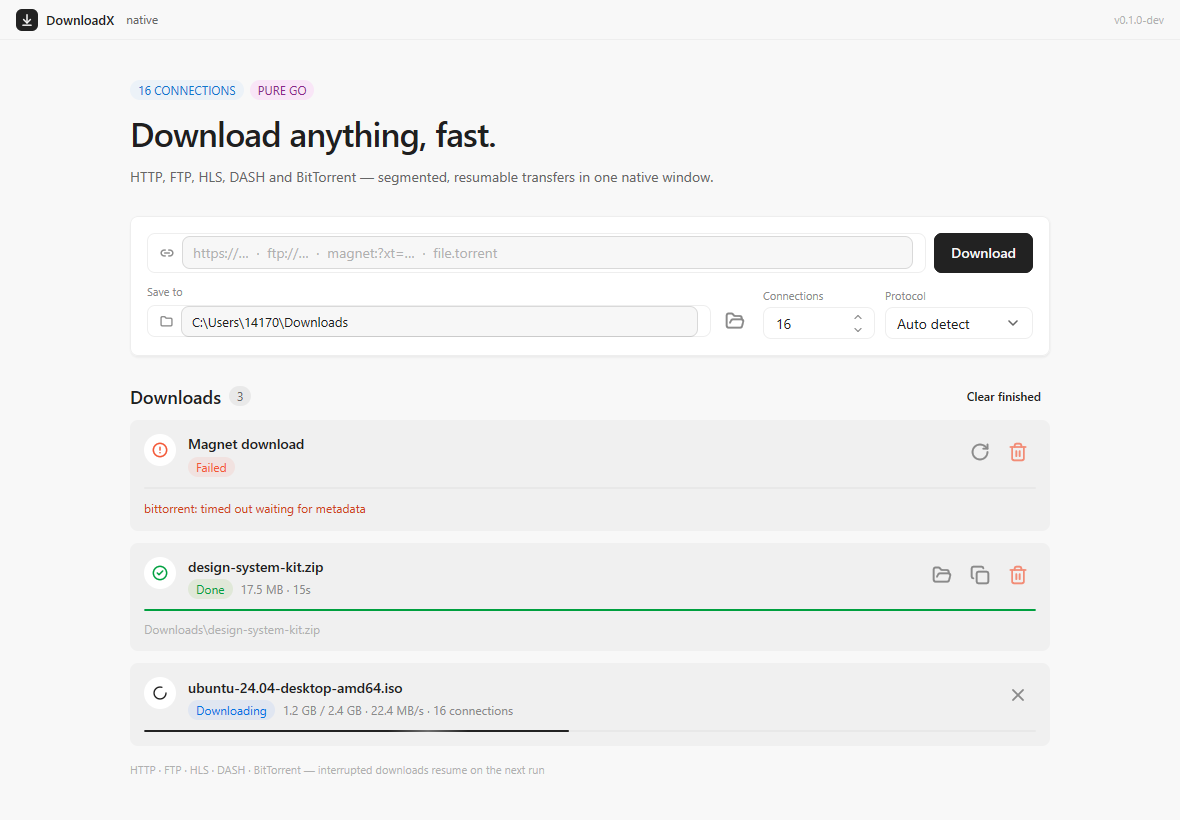 DownloadX native v0.1.0-dev
16 CONNECTIONS PURE GO
Download anything, fast.
HTTP, FTP, HLS, DASH and BitTorrent — segmented, resumable transfers in one native window.
https://... · ftp://... · magnet:?xt=... · file.torrent Download
Save to Connections Protocol
C:\Users\14170\Downloads 16 Auto detect
Downloads 3 Clear finished
Magnet download
Failed
bittorrent: timed out waiting for metadata
design-system-kit.zip
Done 17.5 MB · 15s
Downloads\design-system-kit.zip
ubuntu-24.04-desktop-amd64.iso
Downloading 1.2 GB / 2.4 GB · 22.4 MB/s · 16 connections
HTTP · FTP · HLS · DASH · BitTorrent — interrupted downloads resume on the next run